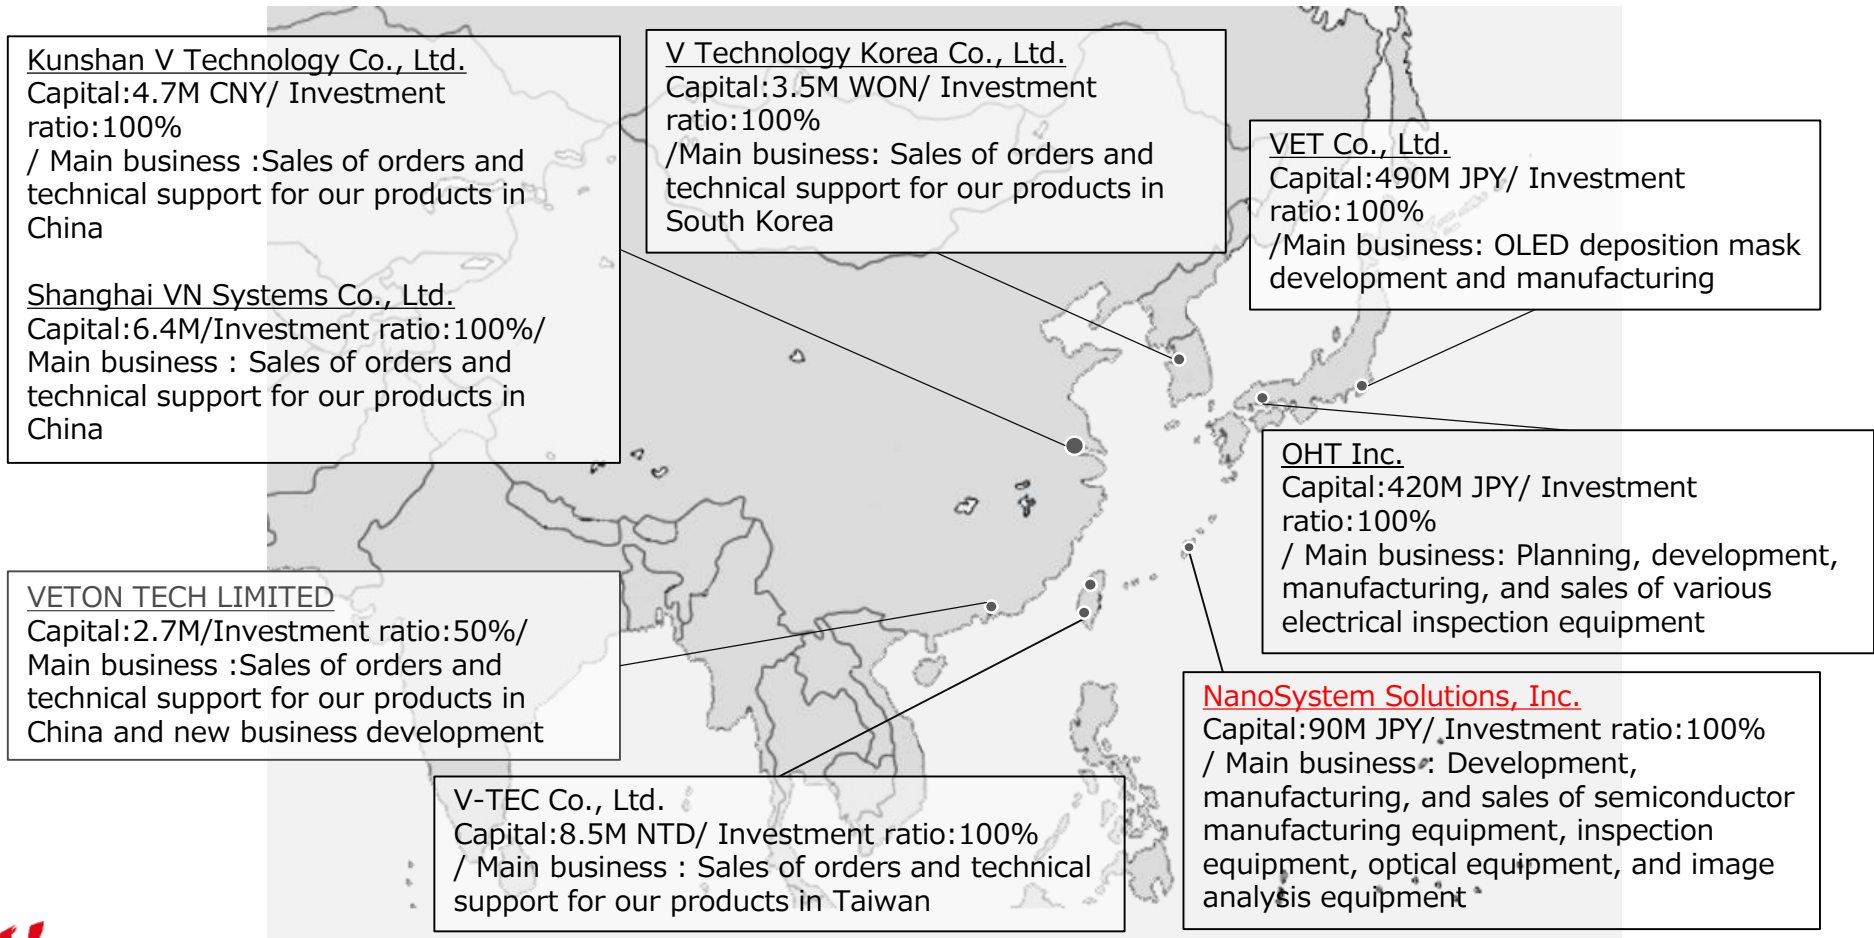 Kunshan V Technology Co., Ltd.
Capital:4.7M CNY/ Investment
ratio:100%
/ Main business :Sales of orders and
technical support for our products in
China
Shanghai VN Systems Co., Ltd.
Capital:6.4M/Investment ratio:100%/
Main business : Sales of orders and
technical support for our products in
China
V Technology Korea Co., Ltd.
Capital:3.5M WON/ Investment
ratio:100%
/Main business: Sales of orders and
technical support for our products in
South Korea
VET Co., Ltd.
Capital:490M JPY/ Investment
ratio:100%
/Main business: OLED deposition mask
development and manufacturing
OHT Inc.
Capital:420M JPY/ Investment
ratio:100%
/ Main business: Planning, development,
manufacturing, and sales of various
electrical inspection equipment
VETON TECH LIMITED
Capital:2.7M/Investment ratio:50%/
Main business :Sales of orders and
technical support for our products in
China and new business development
V-TEC Co., Ltd.
Capital:8.5M NTD/ Investment ratio:100%
/ Main business : Sales of orders and technical
support for our products in Taiwan
NanoSystem Solutions, Inc.
Capital:90M JPY/ Investment ratio:100%
/ Main business : Development,
manufacturing, and sales of semiconductor
manufacturing equipment, inspection
equipment, optical equipment, and image
analysis equipment